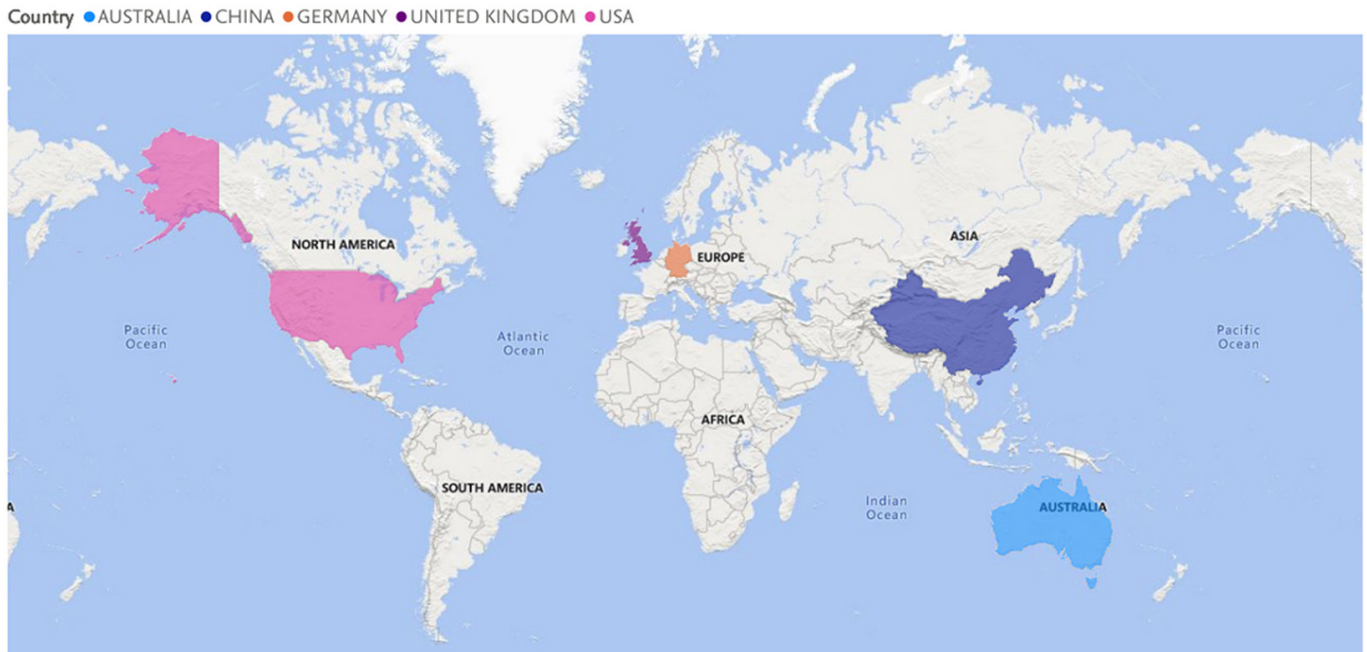 Country AUSTRALIA CHINA GERMANY UNITED KINGDOM USA
NORTH AMERICA
ASIA
EUROPE
Pacific
Ocean
Atlantic
Ocean
Pacific
Ocean
AFRICA
SOUTH AMERICA
Indian
Ocean
AUSTRALIA
A